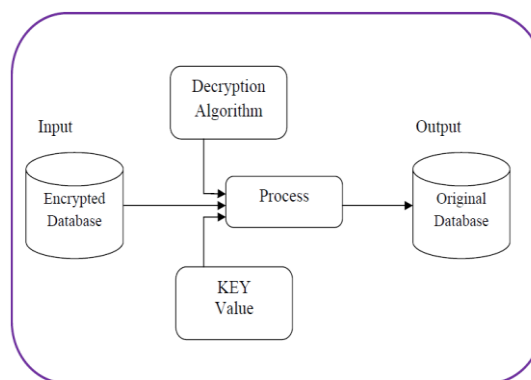 Decryption
Algorithm
Input
Output
Encrypted
Database
Process
Original
Database
KEY
Value